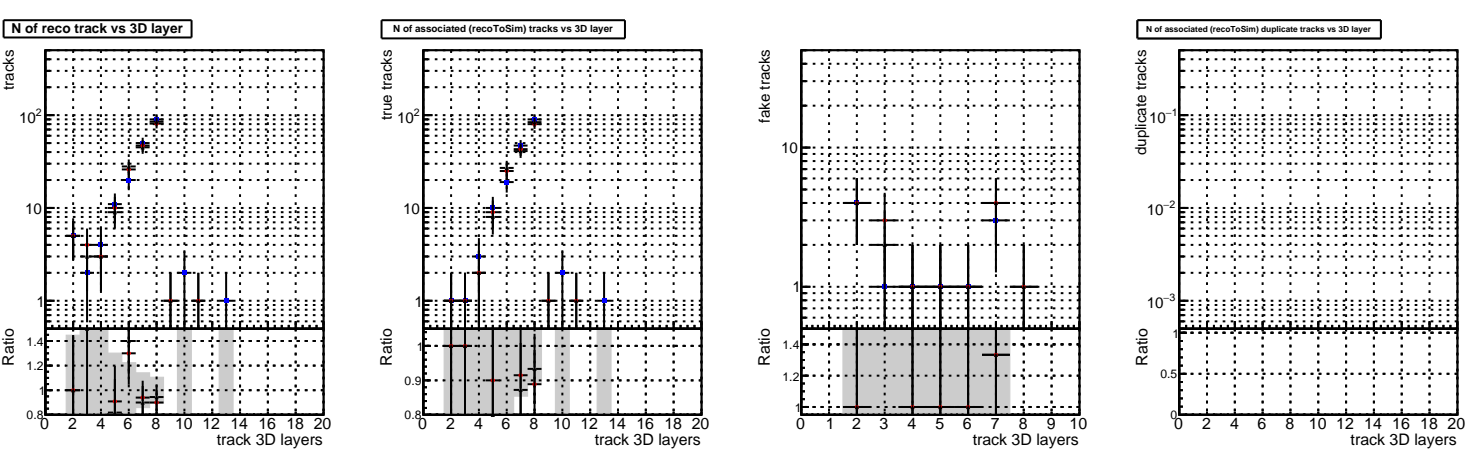 N of reco track vs 3D layer
tracks
10²
10
1
Ratio
1.4
1.2
1
0.8
0 2 4 6 8 10 12 14 16 18 20
track 3D layers
N of associated (recoToSim) tracks vs 3D layer
true tracks
10²
10
1
Ratio
1
0.9
0.8
0 2 4 6 8 10 12 14 16 18 20
track 3D layers
fake tracks
10
1
Ratio
1.4
1.2
1
0 1 2 3 4 5 6 7 8 9 10
track 3D layers
N of associated (recoToSim) duplicate tracks vs 3D layer
duplicate tracks
10⁻¹
10⁻²
10⁻³
Ratio
1
0.5
0
0 2 4 6 8 10 12 14 16 18 20
track 3D layers